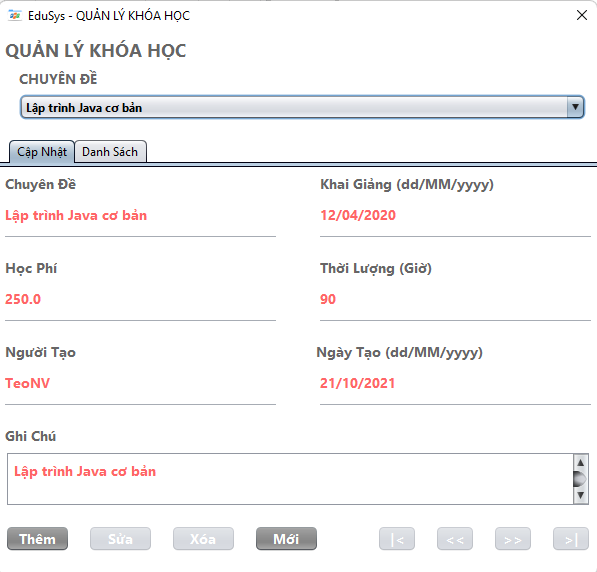 EduSys - QUẢN LÝ KHÓA HỌC
QUẢN LÝ KHÓA HỌC
CHUYÊN ĐỀ
Lập trình Java cơ bản
Cập Nhật Danh Sách
Chuyên Đề Khai Giảng (dd/MM/yyyy)
Lập trình Java cơ bản 12/04/2020
Học Phí Thời Lượng (Giờ)
250.0 90
Người Tạo Ngày Tạo (dd/MM/yyyy)
TeoNV 21/10/2021
Ghi Chú
Lập trình Java cơ bản
Thêm Sửa Xóa Mới |< << >> >|